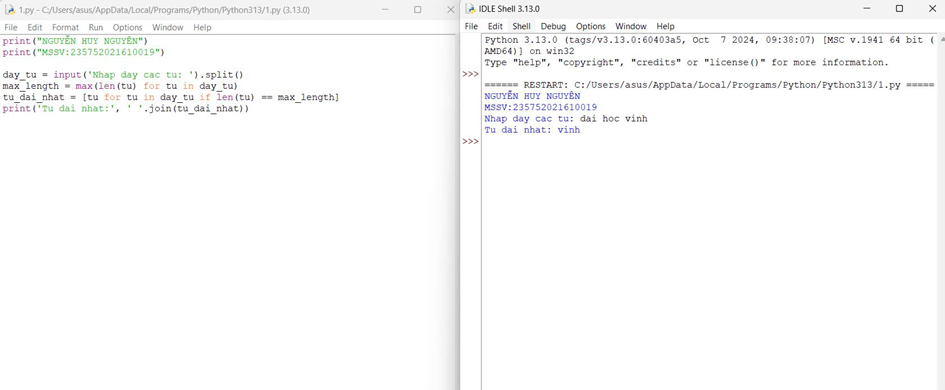 1.py - C:/Users/asus/AppData/Local/Programs/Python/Python313/1.py (3.13.0)
File Edit Format Run Options Window Help
print("NGUYỄN HUY NGUYÊN")
print("MSSV:235752021610019")
day_tu = input('Nhap day cac tu: ').split()
max_length = max(len(tu) for tu in day_tu)
tu_dai_nhat = [tu for tu in day_tu if len(tu) == max_length]
print('Tu dai nhat:', ' '.join(tu_dai_nhat))
IDLE Shell 3.13.0
File Edit Shell Debug Options Window Help
Python 3.13.0 (tags/v3.13.0:60403a5, Oct 7 2024, 09:38:07) [MSC v.1941 64 bit (
AMD64)] on win32
Type "help", "copyright", "credits" or "license()" for more information.
>>>
====== RESTART: C:/Users/asus/AppData/Local/Programs/Python/Python313/1.py =====
NGUYỄN HUY NGUYÊN
MSSV:235752021610019
Nhap day cac tu: dai hoc vinh
Tu dai nhat: vinh
>>>